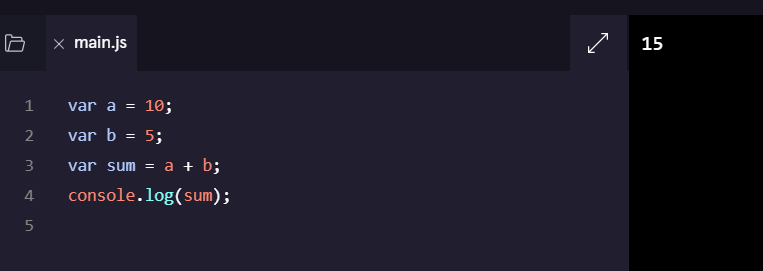 main.js
15
1 var a = 10;
2 var b = 5;
3 var sum = a + b;
4 console.log(sum);
5